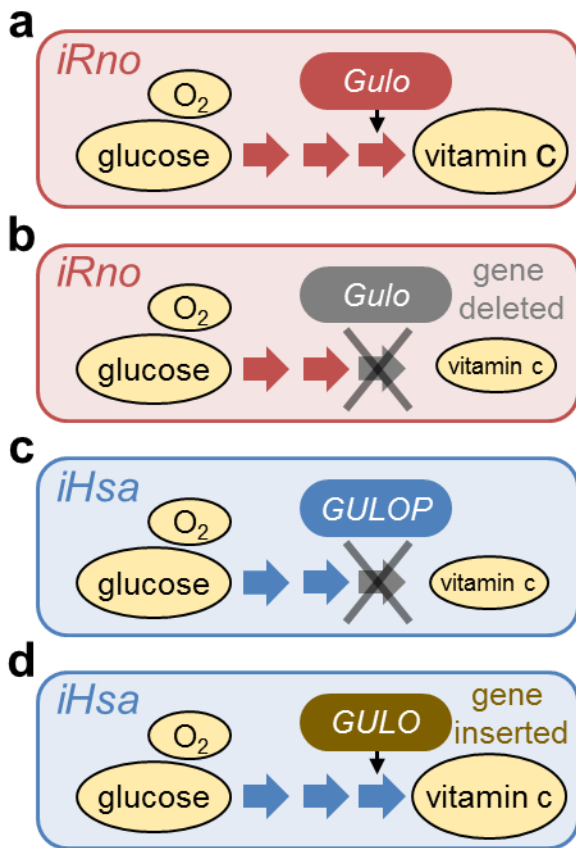 a
iRno
Gulo
O₂
glucose
vitamin C
b
iRno
Gulo
gene
deleted
O₂
glucose
vitamin c
c
iHsa
GULOP
O₂
glucose
vitamin c
d
iHsa
GULO
gene
inserted
O₂
glucose
vitamin c